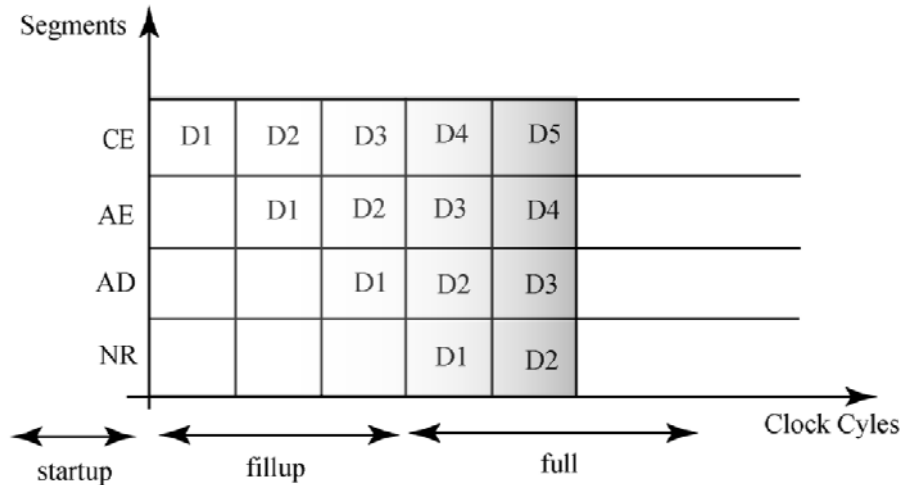 Segments
CE D1 D2 D3 D4 D5
AE D1 D2 D3 D4
AD D1 D2 D3
NR D1 D2
Clock Cyles
startup fillup full